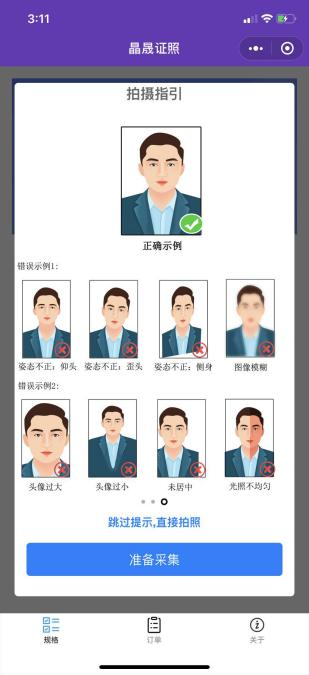 3:11
晶晟证照
拍摄指引
正确示例
错误示例1:
姿态不正：仰头 姿态不正：歪头 姿态不正：侧身 图像模糊
错误示例2:
头像过大 头像过小 未居中 光照不均匀
跳过提示,直接拍照
准备采集
规格 订单 关于